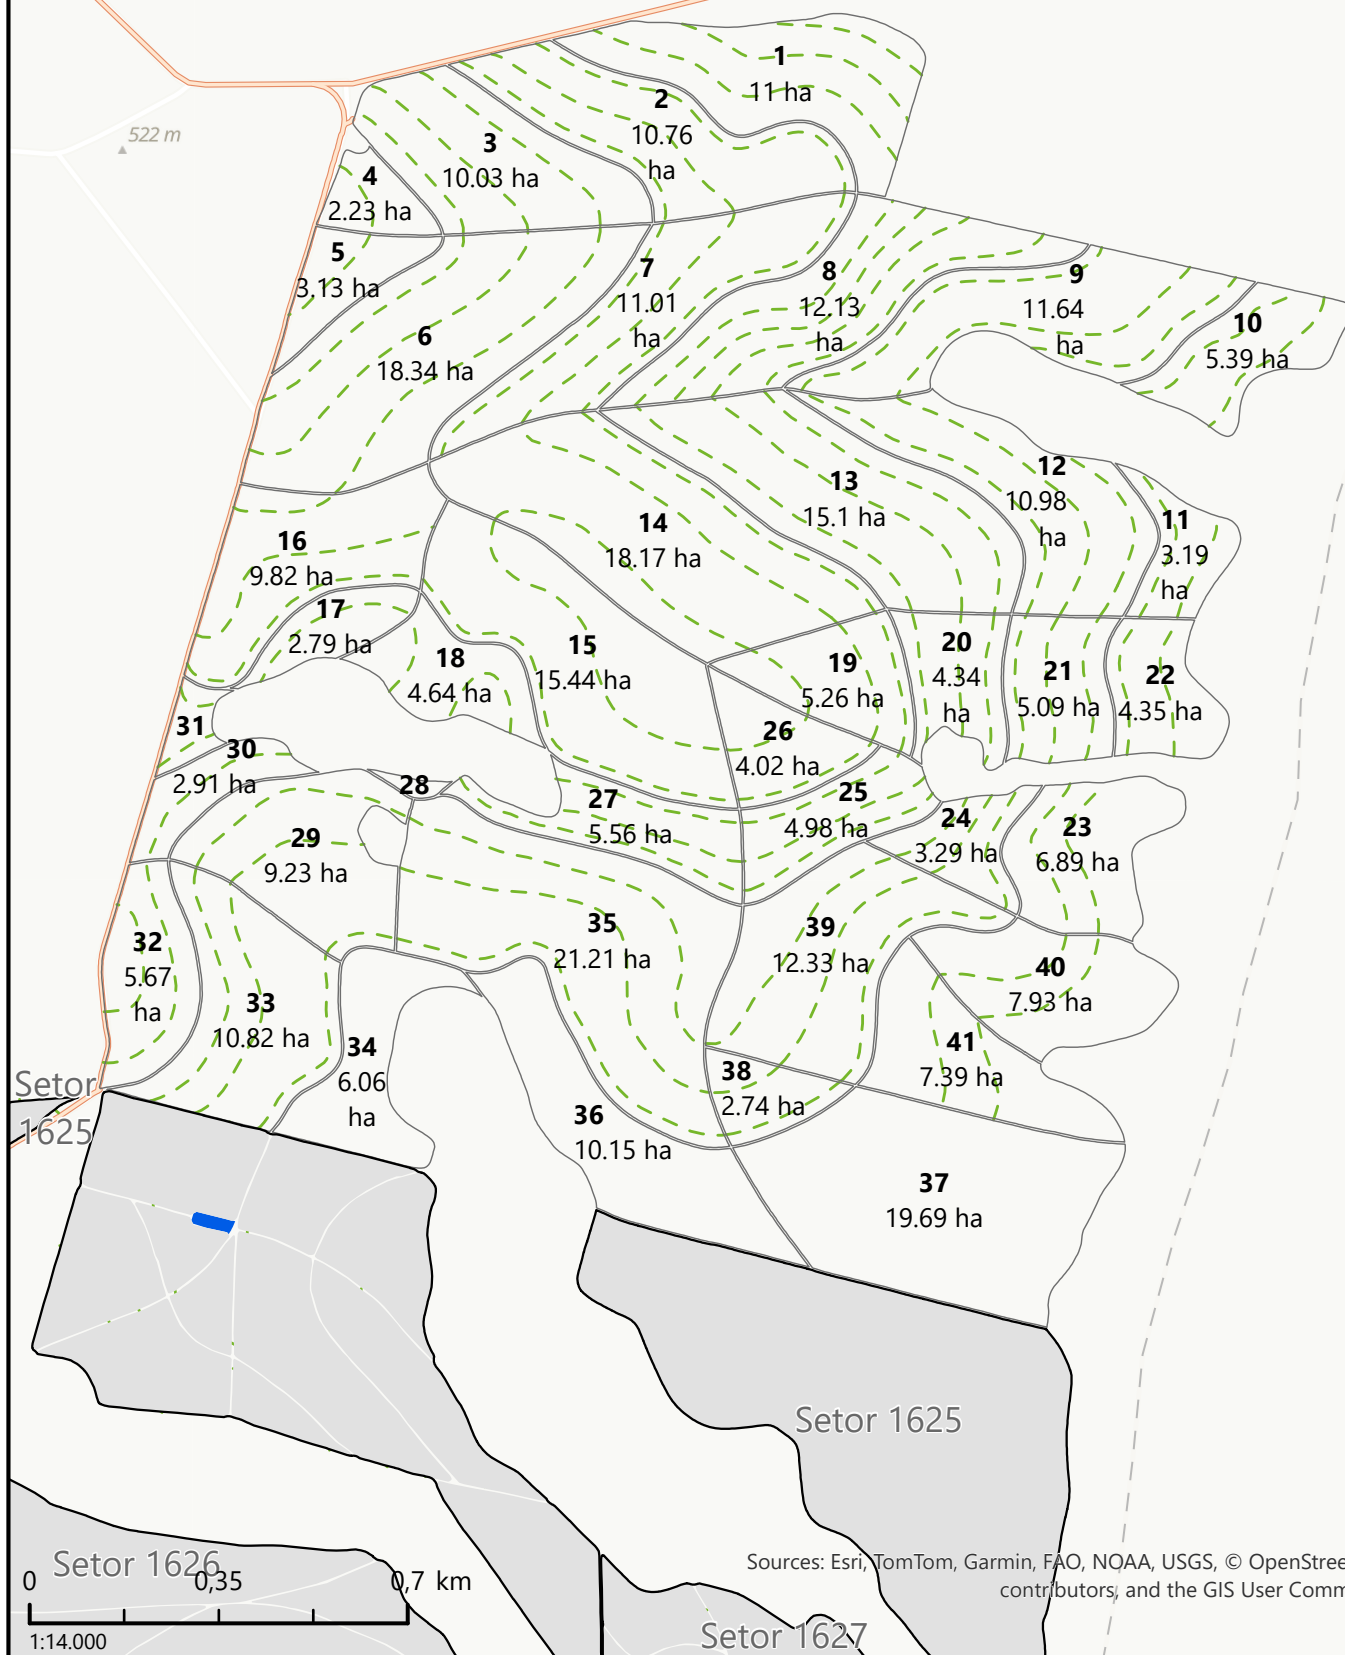 1
11 ha
2
10.76
ha
522 m
3
10.03 ha
4
2.23 ha
5
3.13 ha
6
18.34 ha
7
11.01
ha
8
12.13
ha
9
11.64
ha
10
5.39 ha
12
10.98
ha
11
3.19
ha
13
15.1 ha
14
18.17 ha
16
9.82 ha
17
2.79 ha
18
4.64 ha
15
15.44 ha
19
5.26 ha
20
4.34
ha
21
5.09 ha
22
4.35 ha
31
30
2.91 ha
26
4.02 ha
28
27
5.56 ha
25
4.98 ha
24
3.29 ha
23
6.89 ha
29
9.23 ha
32
5.67
ha
33
10.82 ha
35
21.21 ha
39
12.33 ha
40
7.93 ha
34
6.06
ha
41
7.39 ha
38
2.74 ha
36
10.15 ha
37
19.69 ha
Setor
1625
Setor 1625
Setor 1626
0 0,35 0,7 km
1:14.000
Sources: Esri, TomTom, Garmin, FAO, NOAA, USGS, © OpenStree
contributors, and the GIS User Comm
Setor 1627